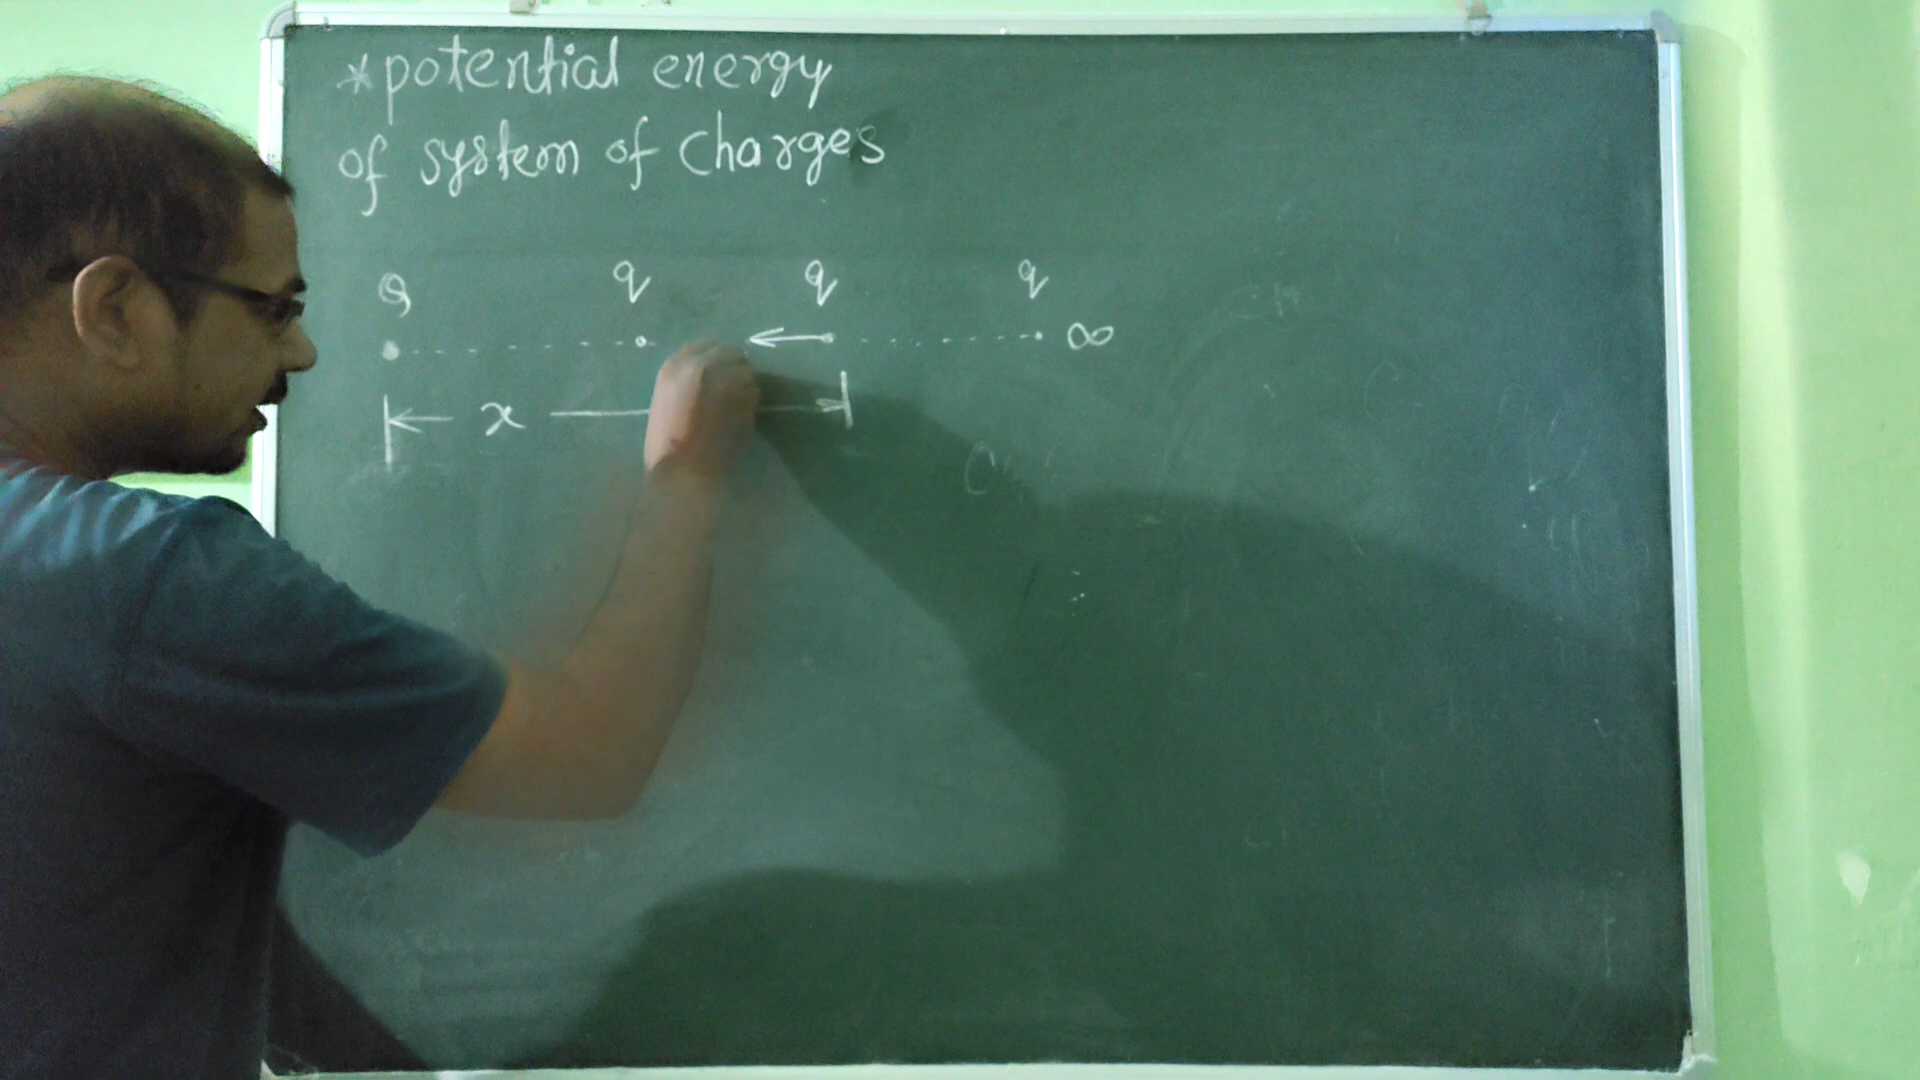 *potential energy
of system of charges
Q q q q
∞
x